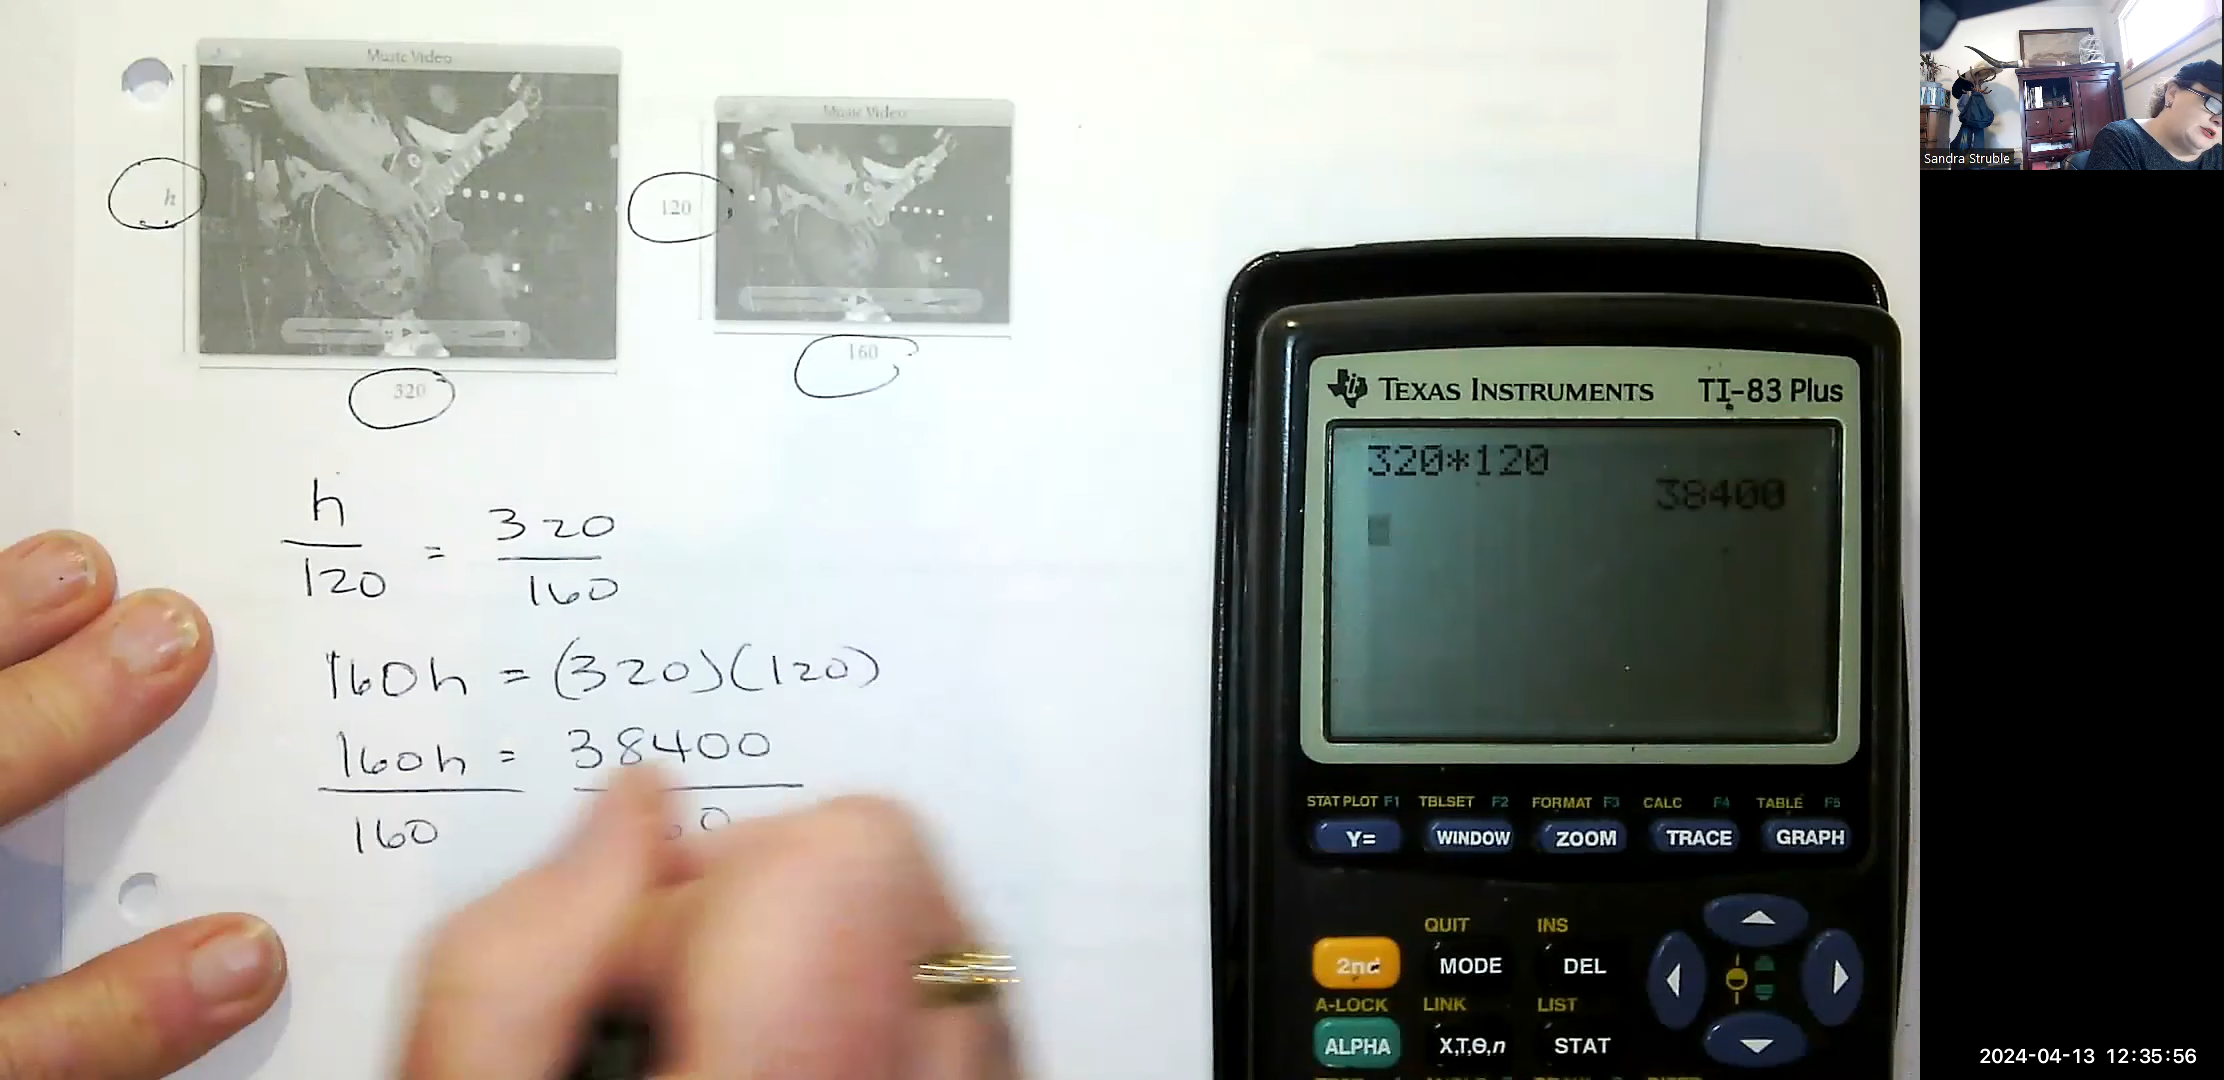 Music Video
h
320
Music Video
120
160
h/120 = 320/160
160h = (320)(120)
160h = 38400
160
TEXAS INSTRUMENTS TI-83 Plus
320*120
38400
STAT PLOT F1 TBLSET F2 FORMAT F3 CALC F4 TABLE F5
Y= WINDOW ZOOM TRACE GRAPH
QUIT INS
2nd MODE DEL
A-LOCK LINK LIST
ALPHA X,T,Θ,n STAT
Sandra Struble
2024-04-13 12:35:56